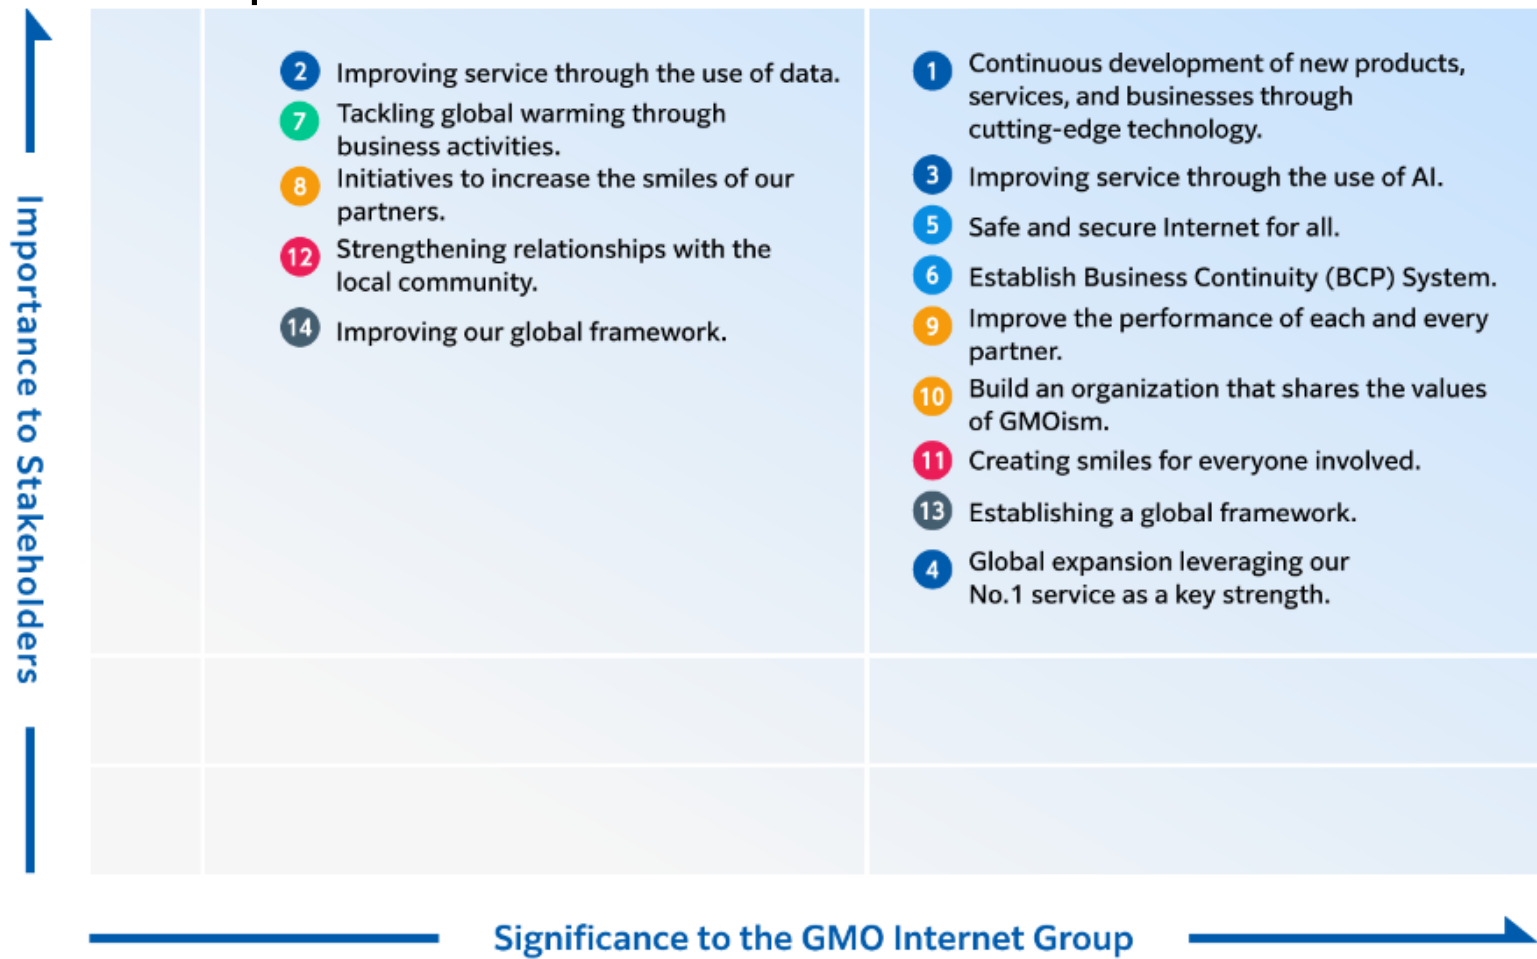 Importance to Stakeholders
2 Improving service through the use of data.
7 Tackling global warming through
business activities.
8 Initiatives to increase the smiles of our
partners.
12 Strengthening relationships with the
local community.
14 Improving our global framework.
1 Continuous development of new products,
services, and businesses through
cutting-edge technology.
3 Improving service through the use of AI.
5 Safe and secure Internet for all.
6 Establish Business Continuity (BCP) System.
9 Improve the performance of each and every
partner.
10 Build an organization that shares the values
of GMOism.
11 Creating smiles for everyone involved.
13 Establishing a global framework.
4 Global expansion leveraging our
No.1 service as a key strength.
Significance to the GMO Internet Group